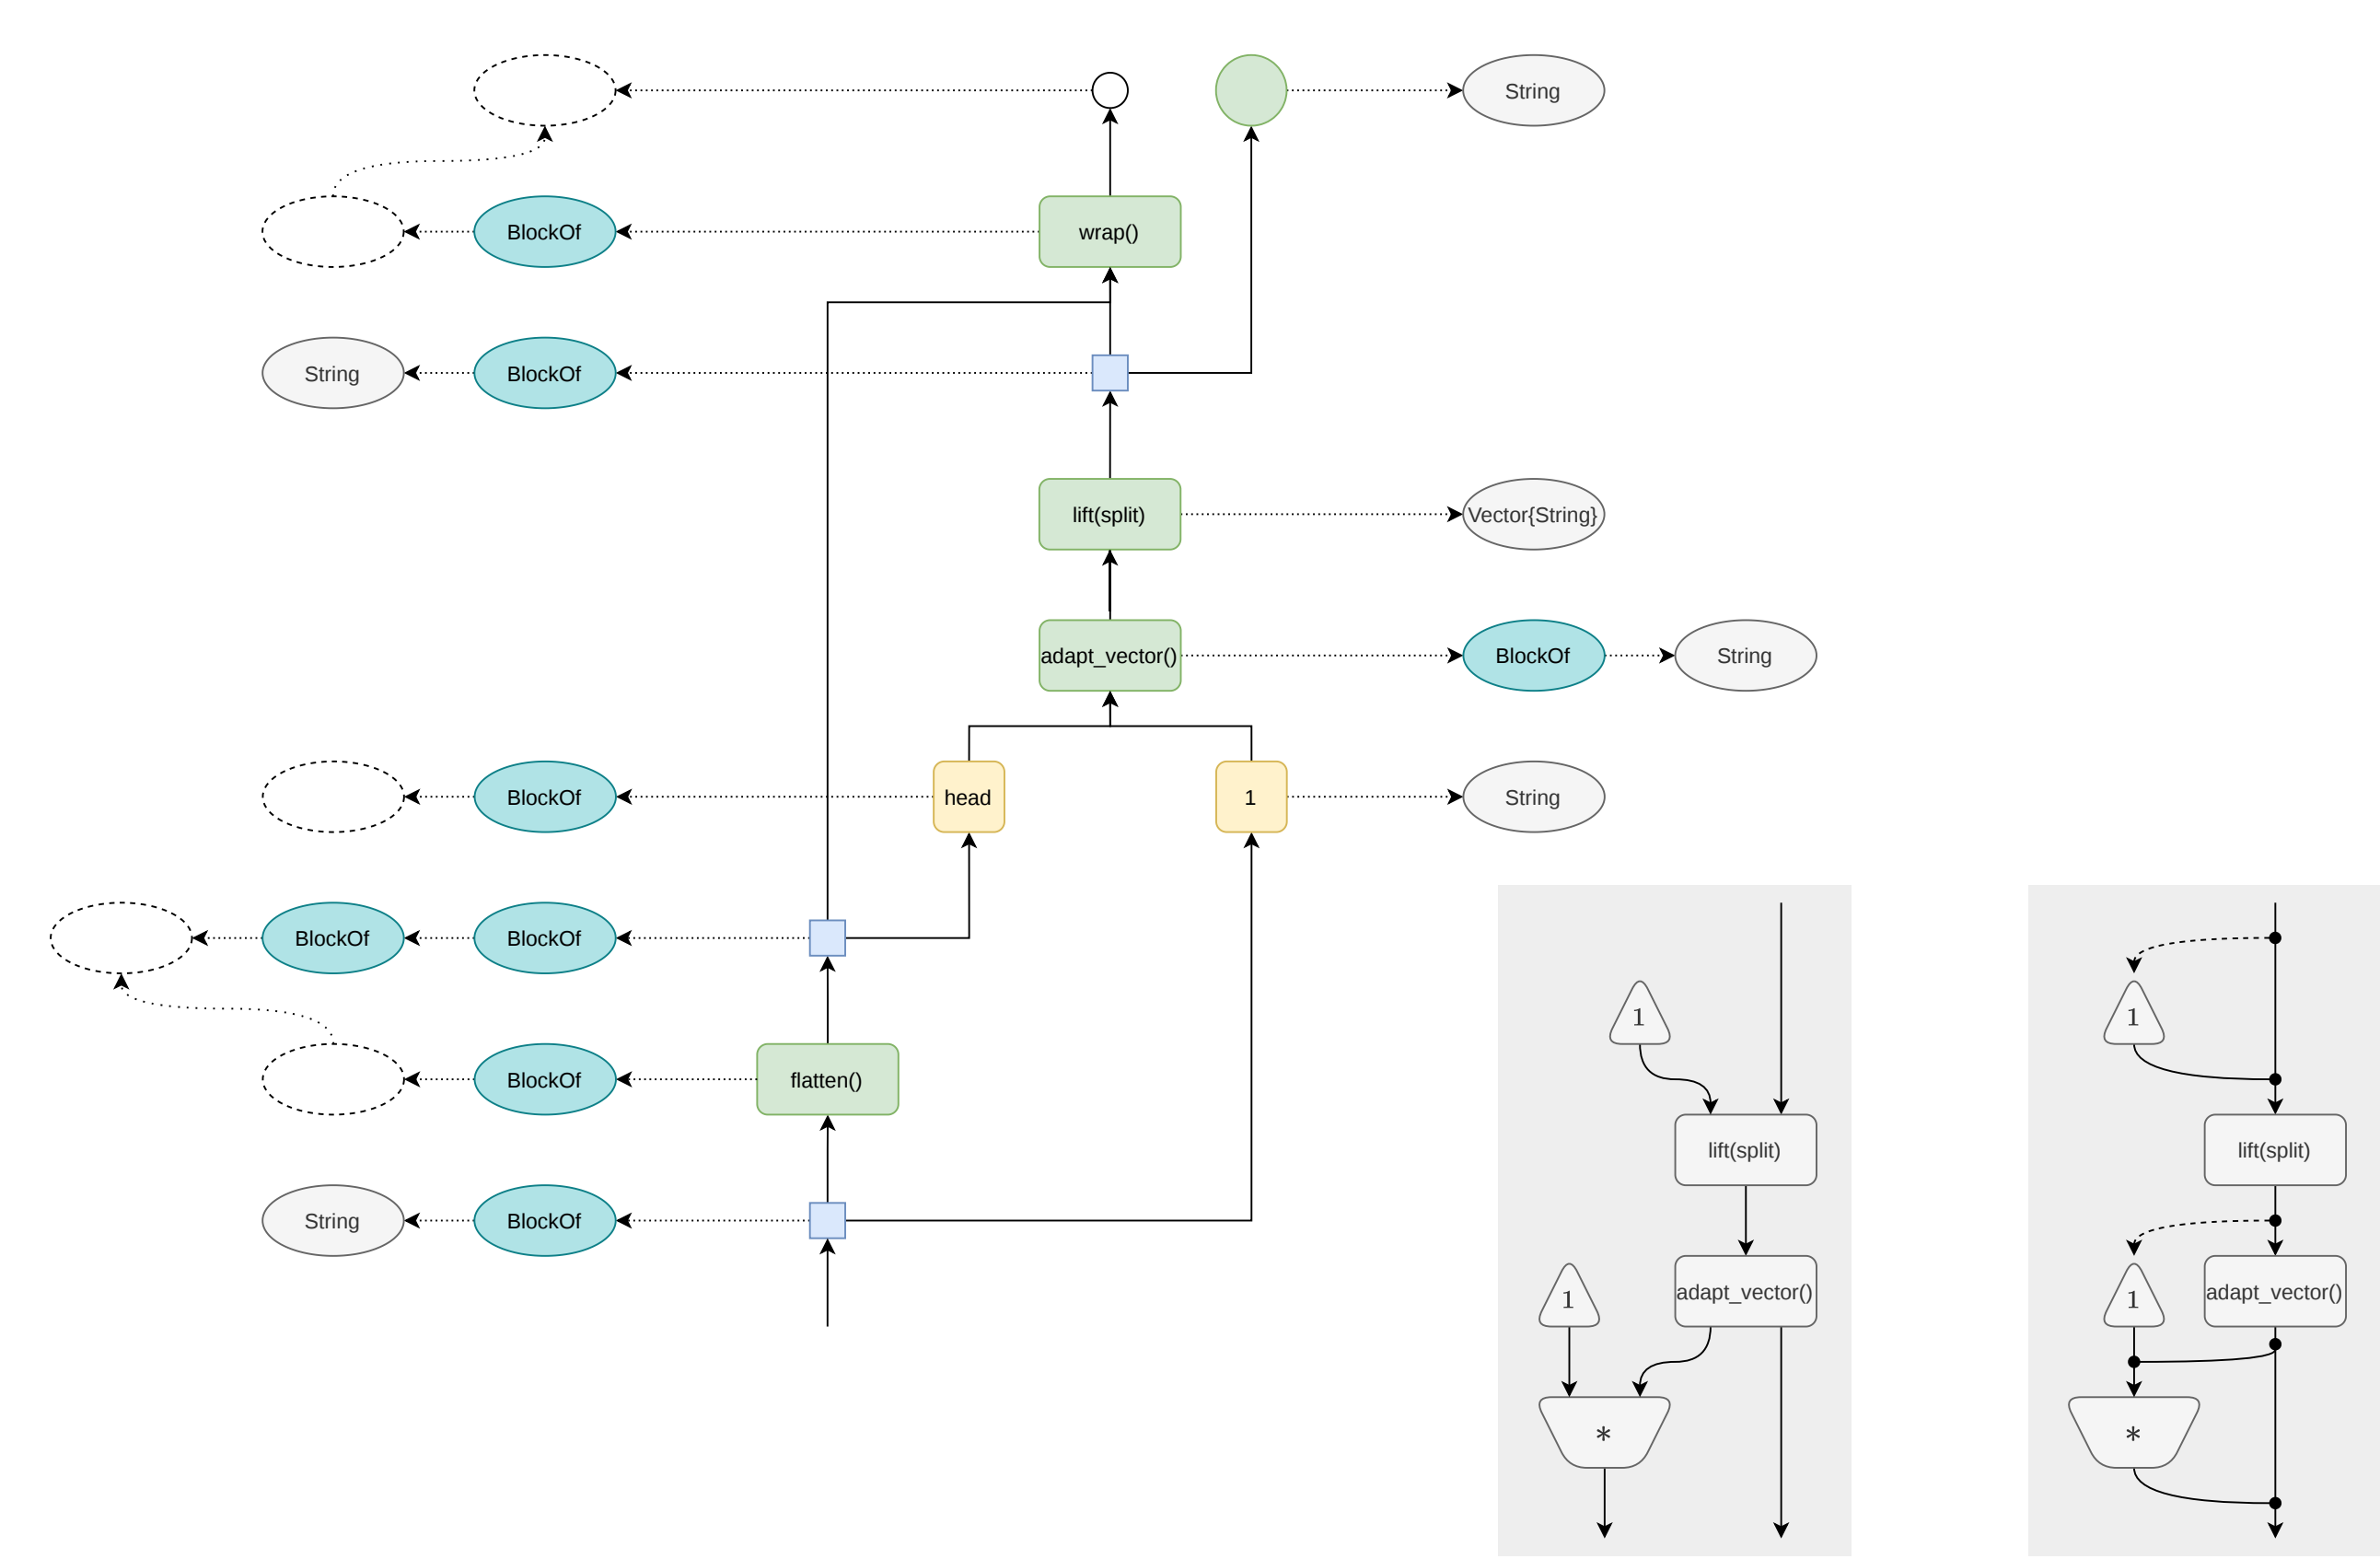 String
BlockOf
wrap()
String
BlockOf
lift(split)
Vector{String}
adapt_vector()
BlockOf
String
BlockOf
head
1
String
BlockOf
BlockOf
1
1
BlockOf
flatten()
lift(split)
lift(split)
String
BlockOf
1
adapt_vector()
1
adapt_vector()
*
*